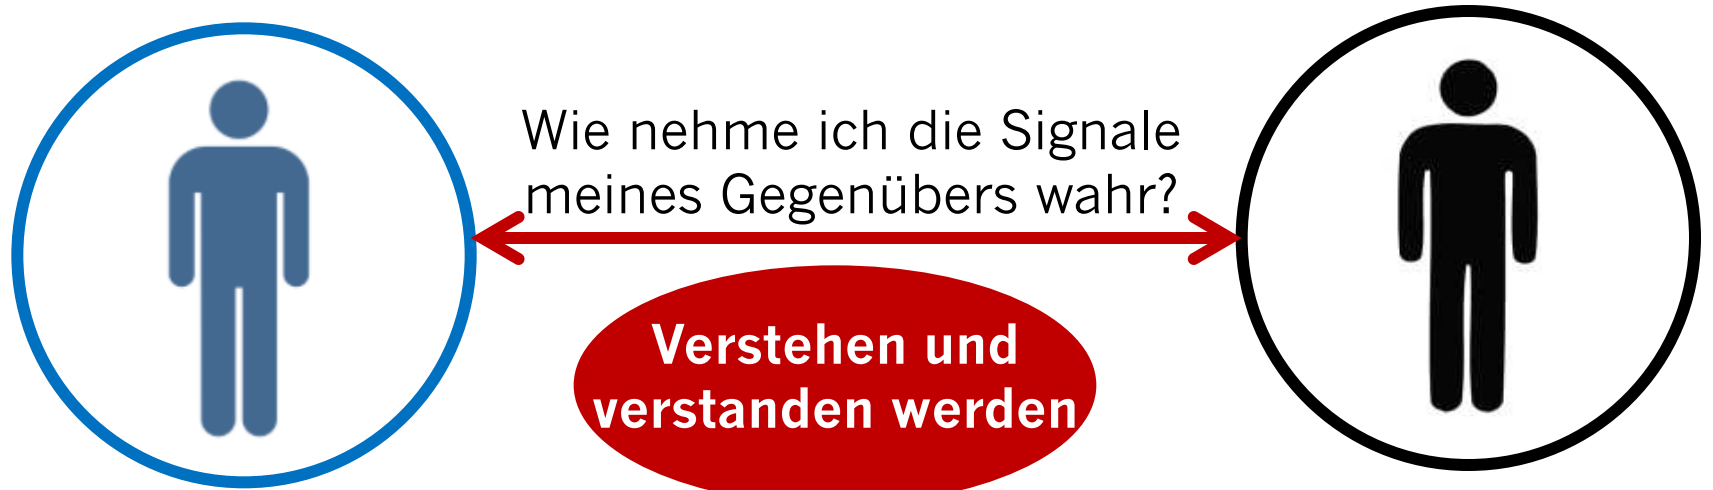 Wie nehme ich die Signale
meines Gegenübers wahr?
Verstehen und
verstanden werden